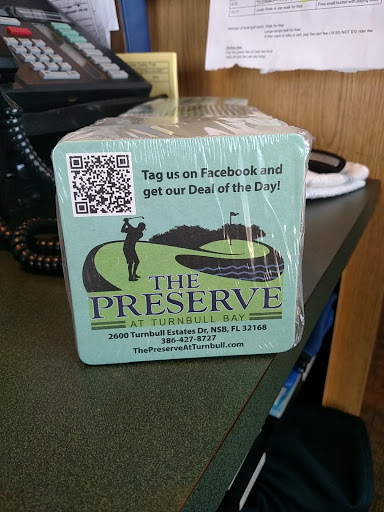 Tag us on Facebook and
get our Deal of the Day!
THE
PRESERVE
AT TURNBULL BAY
2600 Turnbull Estates Dr, NSB, FL 32168
386-427-8727
ThePreserveAtTurnbull.com